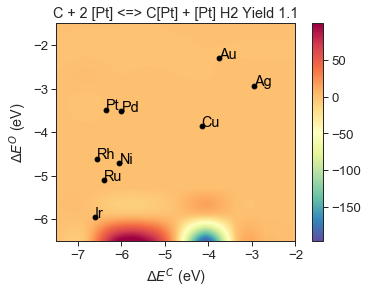 C + 2 [Pt] <=> C[Pt] + [Pt] H2 Yield 1.1
−2
−3
−4
−5
−6
ΔE^O (eV)
Au
Ag
Pt
Pd
Cu
Rh
Ni
Ru
Ir
−7
−6
−5
−4
−3
−2
ΔE^C (eV)
50
0
−50
−100
−150